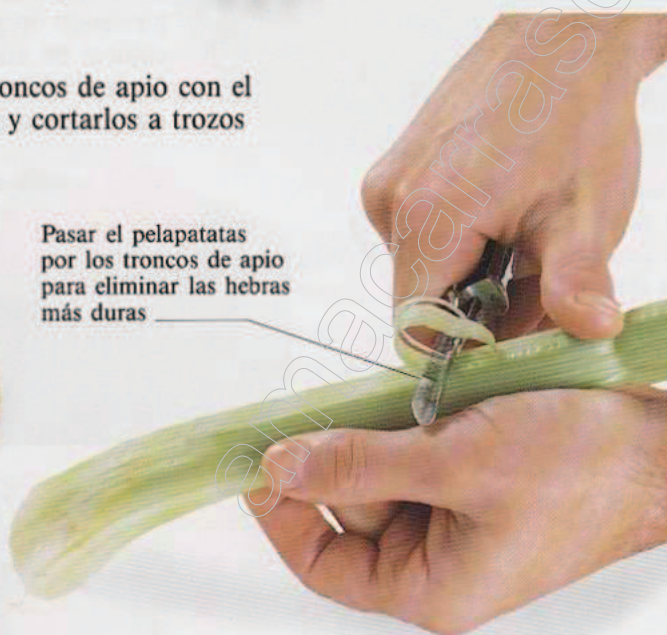 oncos de apio con el
y cortarlos a trozos
Pasar el pelapatatas
por los troncos de apio
para eliminar las hebras
más duras
amacarrasc